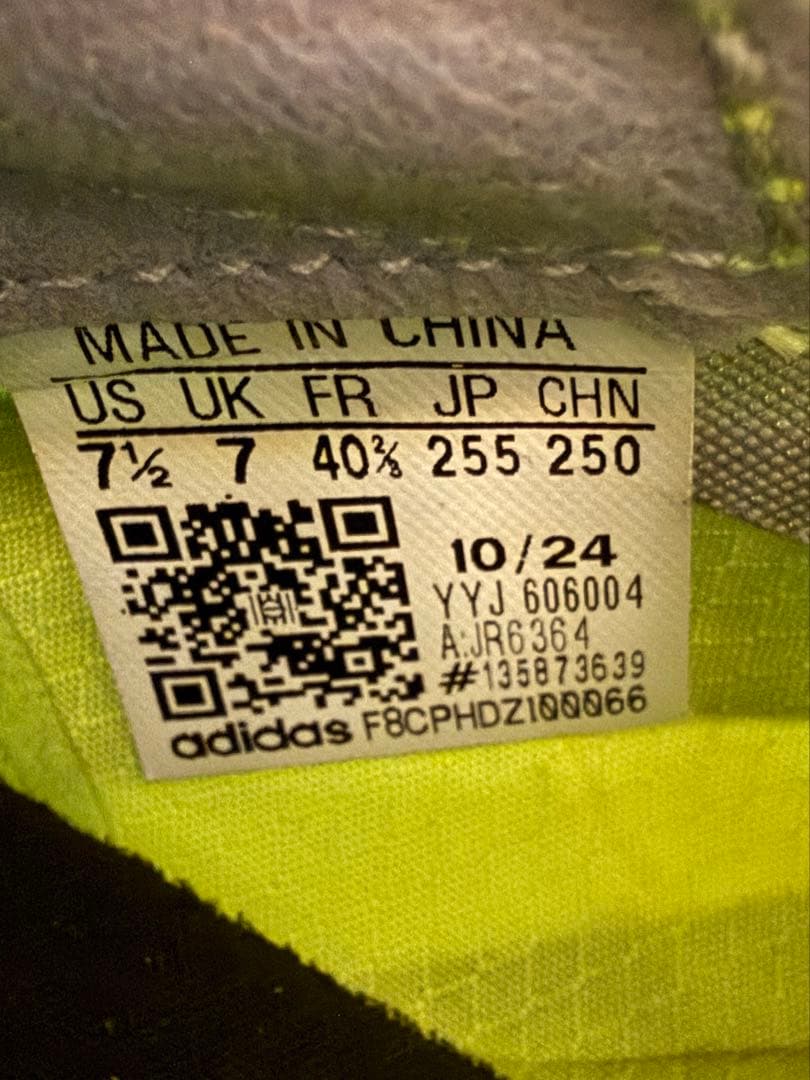 MADE IN CHINA
US UK FR JP CHN
7½ 7 40⅔ 255 250
10/24
YYJ 606004
A:JR6364
#135873639
adidas F8CPHDZ100066